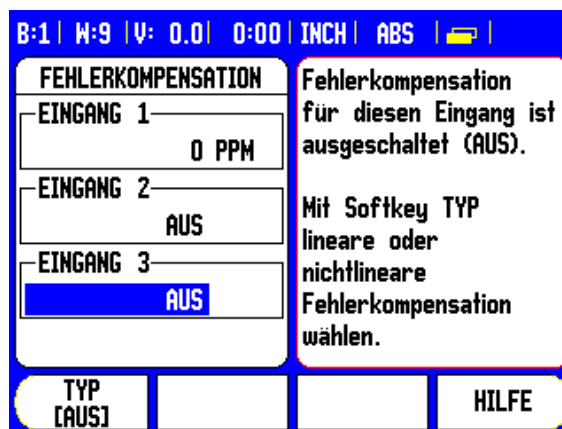 B:1 | W:9 | V: 0.0 | 0:00 | INCH | ABS
FEHLERKOMPENSATION
EINGANG 1
0 PPM
EINGANG 2
AUS
EINGANG 3
AUS
Fehlerkompensation
für diesen Eingang ist
ausgeschaltet (AUS).
Mit Softkey TYP
lineare oder
nichtlineare
Fehlerkompensation
wählen.
TYP
[AUS]
HILFE